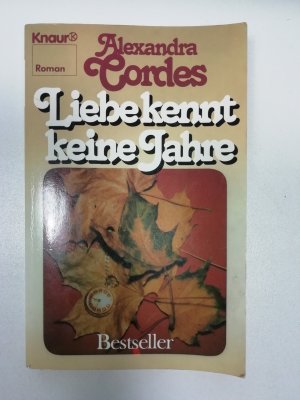 Knaur®
Roman
Alexandra
Cordes
Liebe kennt
keine Jahre
Bestseller